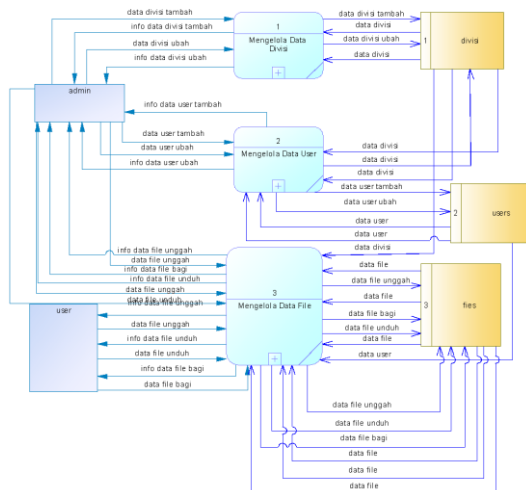 data divisi tambah
info data divisi tambah
data divisi ubah
info data divisi ubah
1
Mengelola Data
Divisi
data divisi tambah
data divisi
data divisi ubah
data divisi
1
divisi
admin
info data user tambah
data user tambah
data user ubah
info data user ubah
2
Mengelola Data User
data divisi
data divisi
data divisi
data user tambah
data user ubah
data user
data user
2
users
info data file unggah
data file unggah
info data file bagi
info data file unduh
data file unggah
data file unduh
info data file unggah
3
Mengelola Data File
data divisi
data file
data file unggah
data file
data file bagi
data file unduh
data file
data user
3
fies
user
data file unggah
info data file unduh
data file unduh
info data file bagi
data file bagi
data file unggah
data file unduh
data file bagi
data file
data file
data file